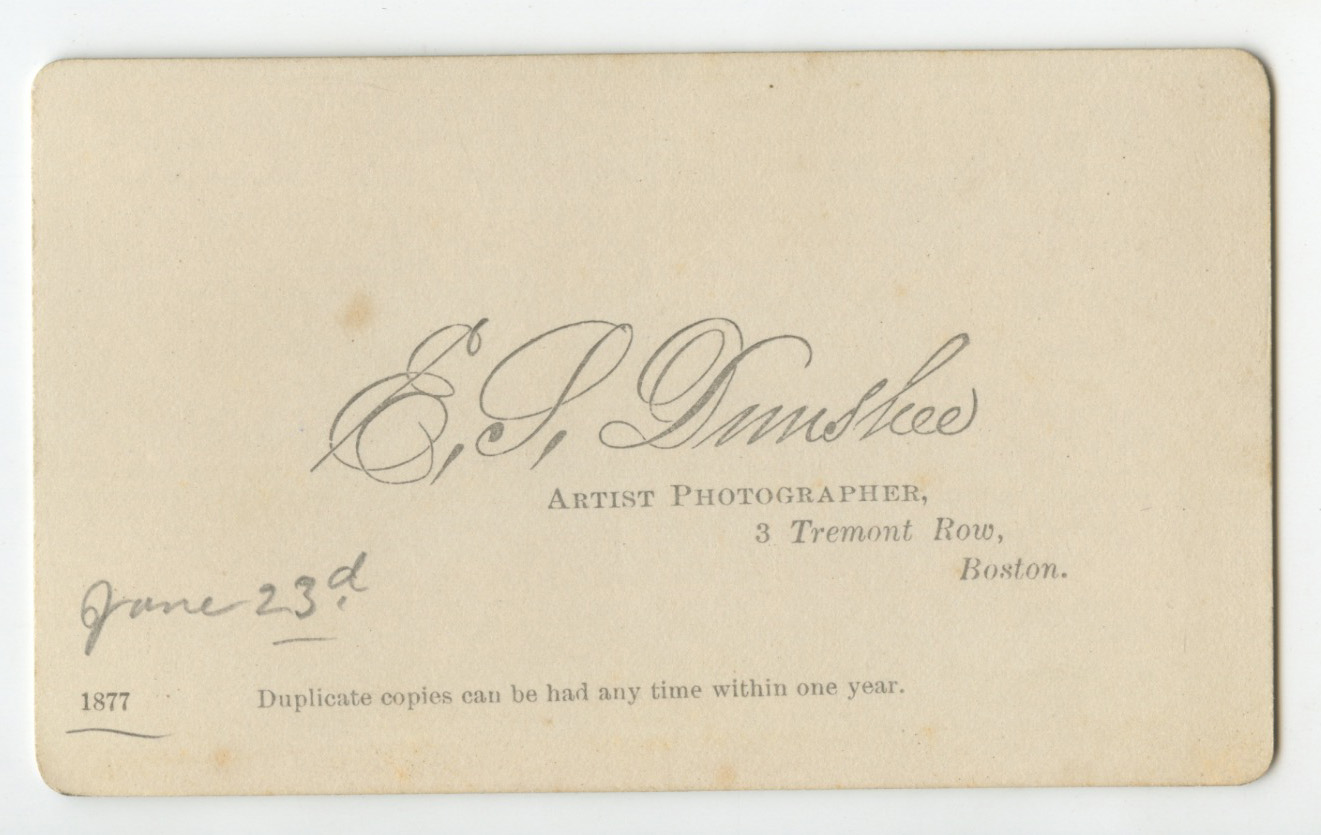 E. S. Dunshee
ARTIST PHOTOGRAPHER,
3 Tremont Row,
Boston.
June 23d
1877 Duplicate copies can be had any time within one year.